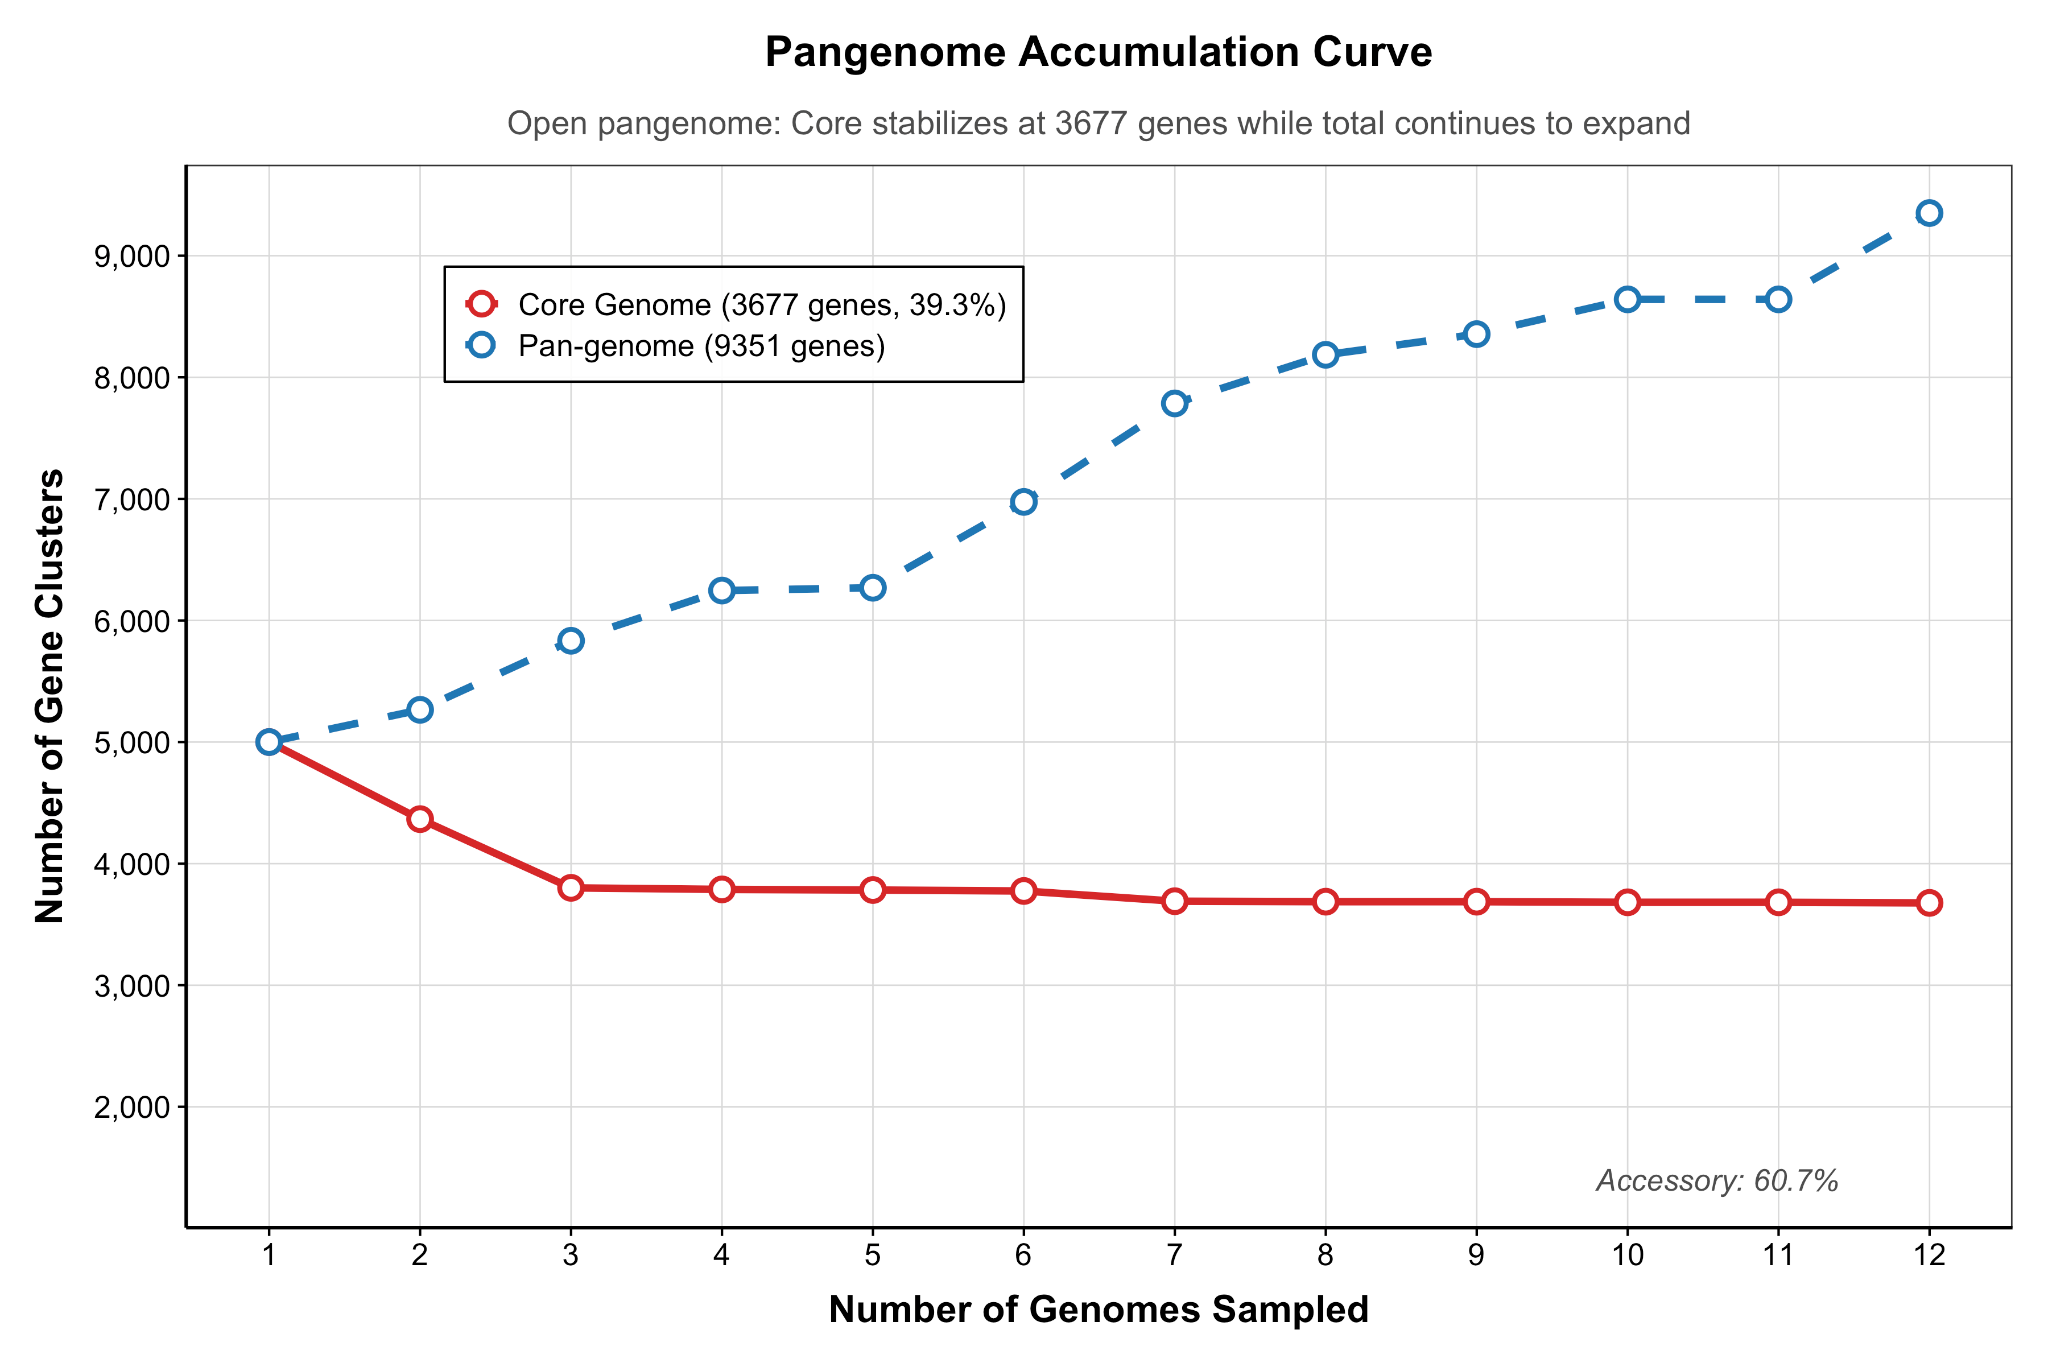 Pangenome Accumulation Curve
Open pangenome: Core stabilizes at 3677 genes while total continues to expand
Number of Gene Clusters
9,000
8,000
7,000
6,000
5,000
4,000
3,000
2,000
Core Genome (3677 genes, 39.3%)
Pan-genome (9351 genes)
Accessory: 60.7%
1 2 3 4 5 6 7 8 9 10 11 12
Number of Genomes Sampled